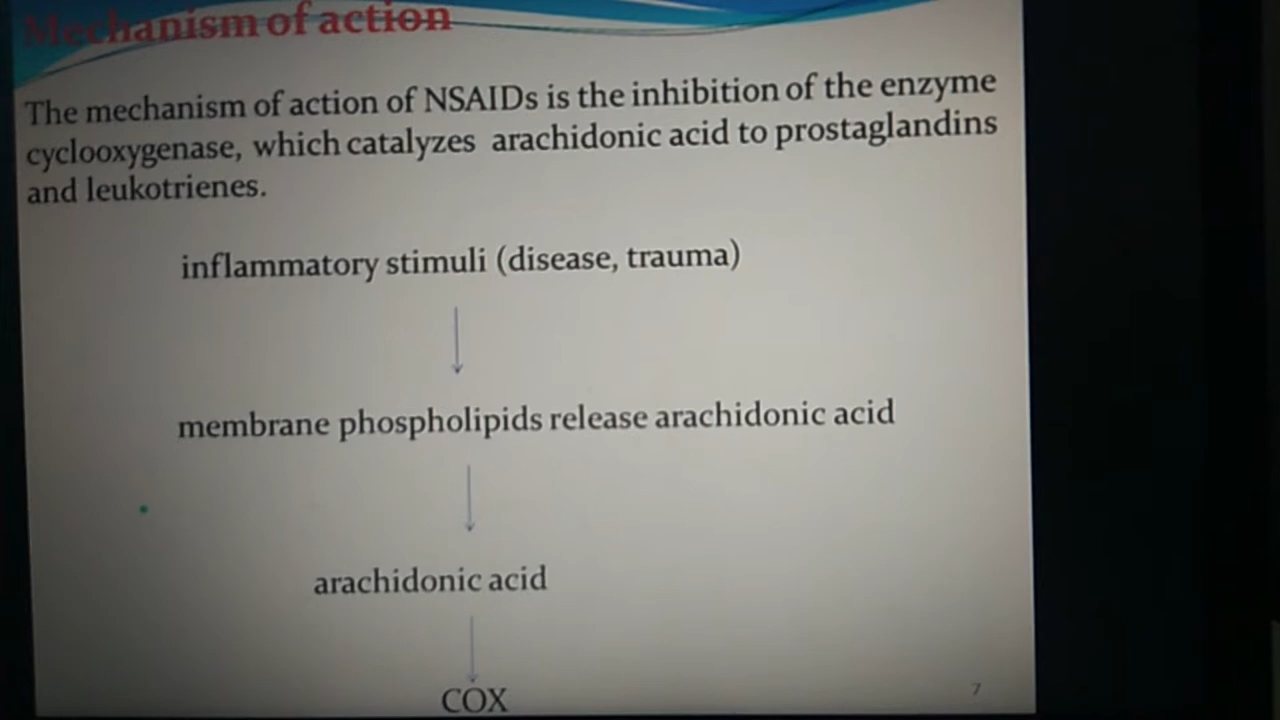 Mechanism of action
The mechanism of action of NSAIDs is the inhibition of the enzyme
cyclooxygenase, which catalyzes arachidonic acid to prostaglandins
and leukotrienes.
inflammatory stimuli (disease, trauma)
membrane phospholipids release arachidonic acid
arachidonic acid
COX
7